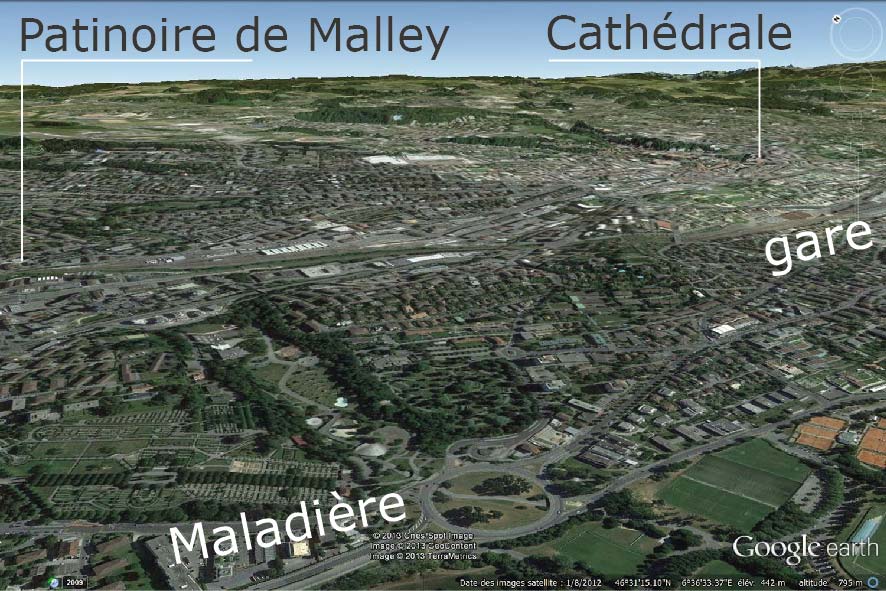 Patinoire de Malley
Cathédrale
gare
Maladière
© 2013 Cnes/Spot Image
Image © 2013 GeoContent
Image © 2013 TerraMetrics
Google earth
2009
Date des images satellite : 1/8/2012 46°31'15.10"N 6°36'33.37"E élév. 442 m altitude 795 m